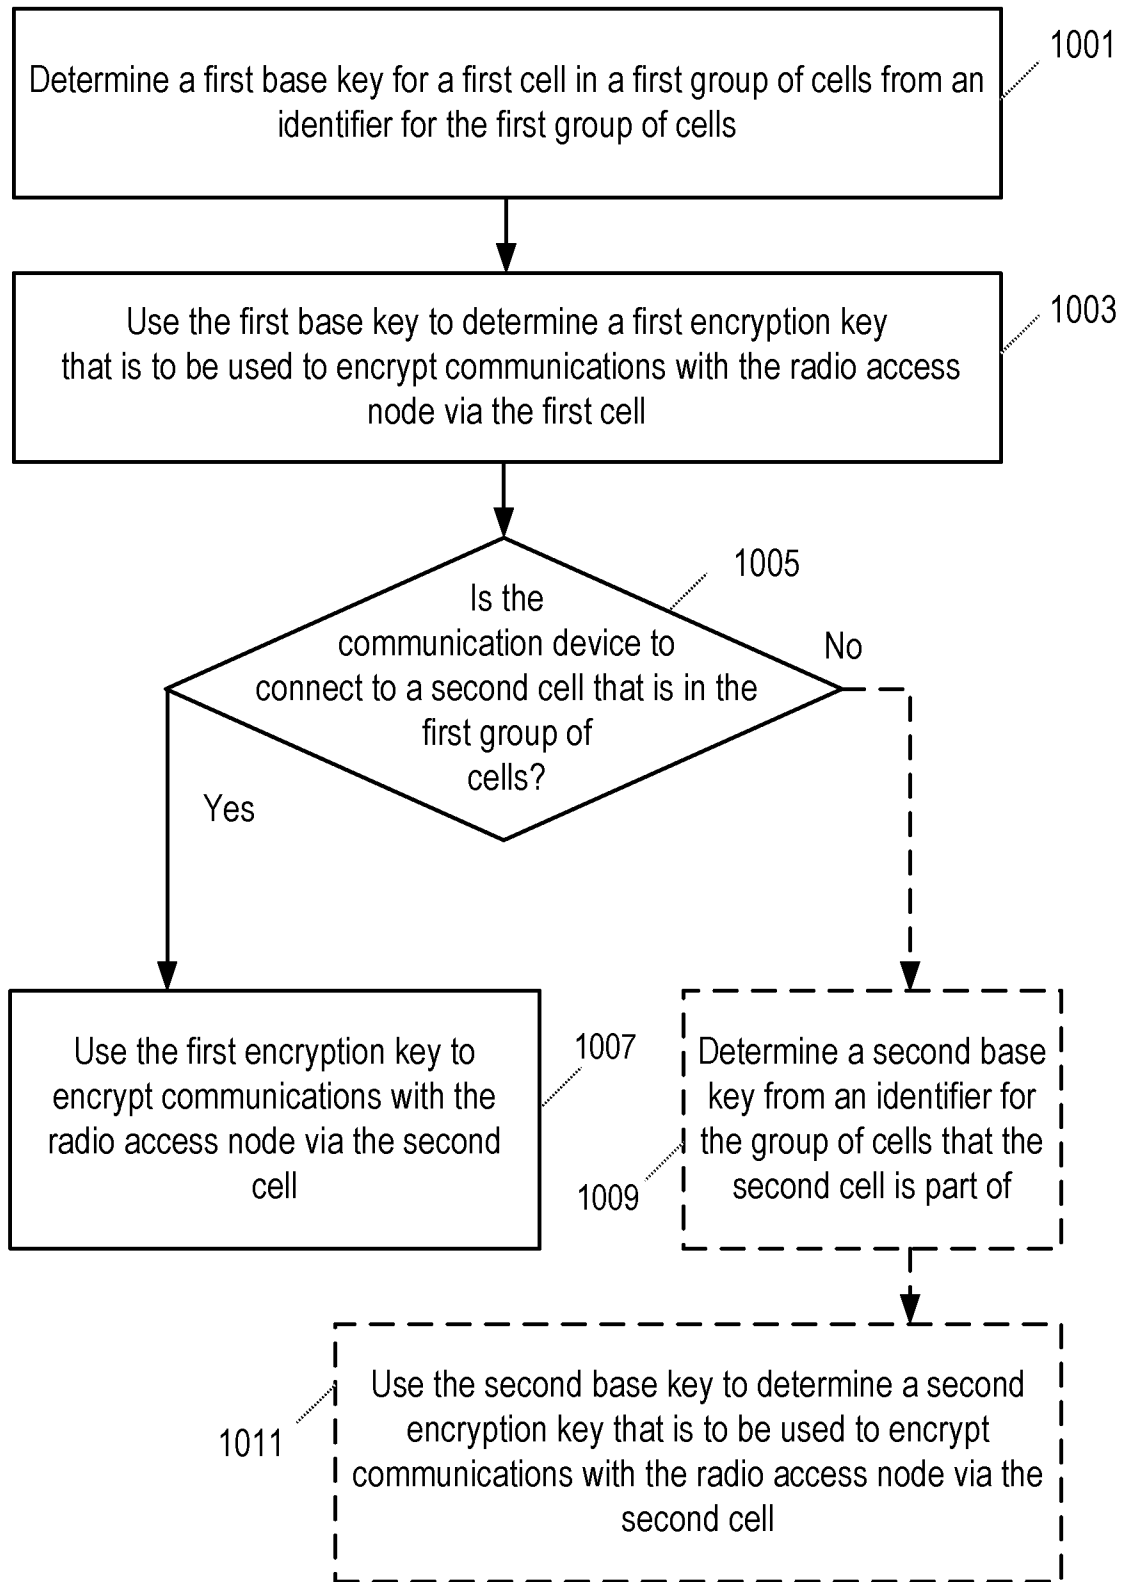 1001
Determine a first base key for a first cell in a first group of cells from an
identifier for the first group of cells
1003
Use the first base key to determine a first encryption key
that is to be used to encrypt communications with the radio access
node via the first cell
1005
Is the
communication device to
connect to a second cell that is in the
first group of
cells?
No
Yes
Use the first encryption key to
encrypt communications with the
radio access node via the second
cell
1007
Determine a second base
key from an identifier for
the group of cells that the
second cell is part of
1009
Use the second base key to determine a second
encryption key that is to be used to encrypt
communications with the radio access node via the
second cell
1011